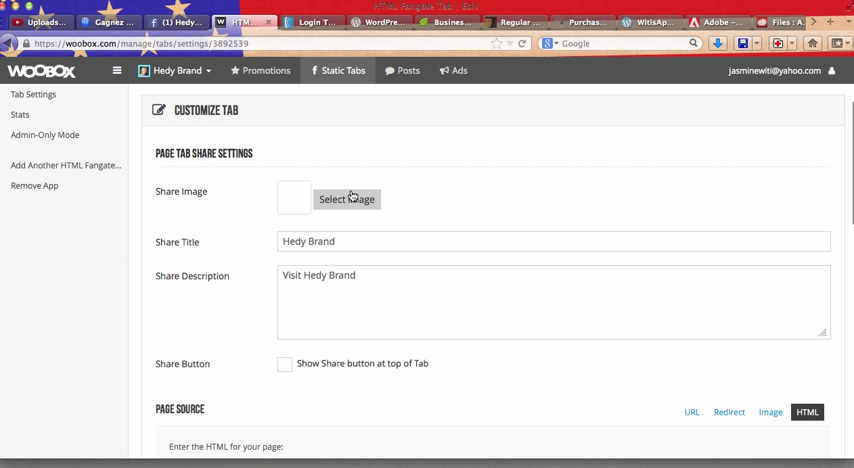 HTML Fangate Tab | Edit
Uploads... Gagnez ... (1) Hedy... HTM... Login T... WordPre... Busines... Regular ... Purchas... WitisAp... Adobe -... Files : A...
https://woobox.com/manage/tabs/settings/3892539 Google
WOOBOX Hedy Brand Promotions Static Tabs Posts Ads jasminewiti@yahoo.com
Tab Settings
Stats
Admin-Only Mode
Add Another HTML Fangate...
Remove App
CUSTOMIZE TAB
PAGE TAB SHARE SETTINGS
Share Image Select Image
Share Title Hedy Brand
Share Description Visit Hedy Brand
Share Button Show Share button at top of Tab
PAGE SOURCE URL Redirect Image HTML
Enter the HTML for your page: